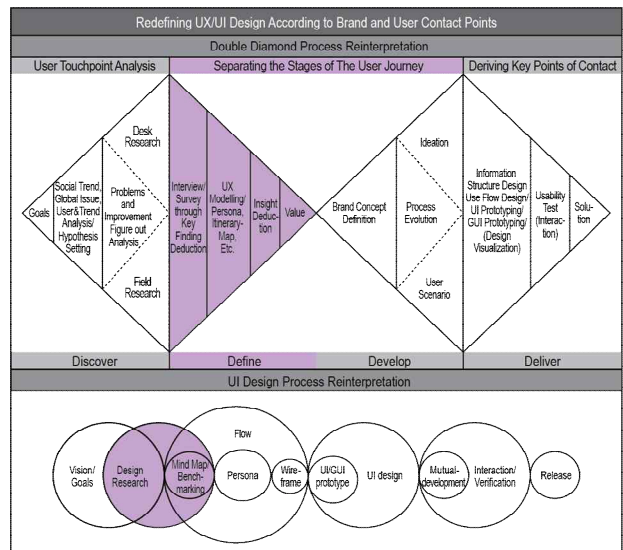 Redefining UX/UI Design According to Brand and User Contact Points
Double Diamond Process Reinterpretation
User Touchpoint Analysis
Separating the Stages of The User Journey
Deriving Key Points of Contact
Goals
Social Trend,
Global Issue,
User&Trend
Analysis/
Hypothesis
Setting
Desk
Research
Problems
and
Improvement
Figure out
Analysis
Field
Research
Interview/
Survey
through
Key
Finding
Deduction
UX
Modelling/
Persona,
Itinerary-
Map,
Etc.
Insight
Deduc-
tion
Value
Brand Concept
Definition
Ideation
Process
Evolution
User
Scenario
Information
Structure Design
Use Flow Design/
UI Prototyping/
GUI Prototyping/
(Design
Visualization)
Usability
Test
(Interac-
tion)
Solu-
tion
Discover
Define
Develop
Deliver
UI Design Process Reinterpretation
Vision/
Goals
Design
Research
Mind Map/
Bench-
marking
Flow
Persona
Wire-
frame
UI/GUI
prototype
UI design
Mutual-
development
Interaction/
Verification
Release